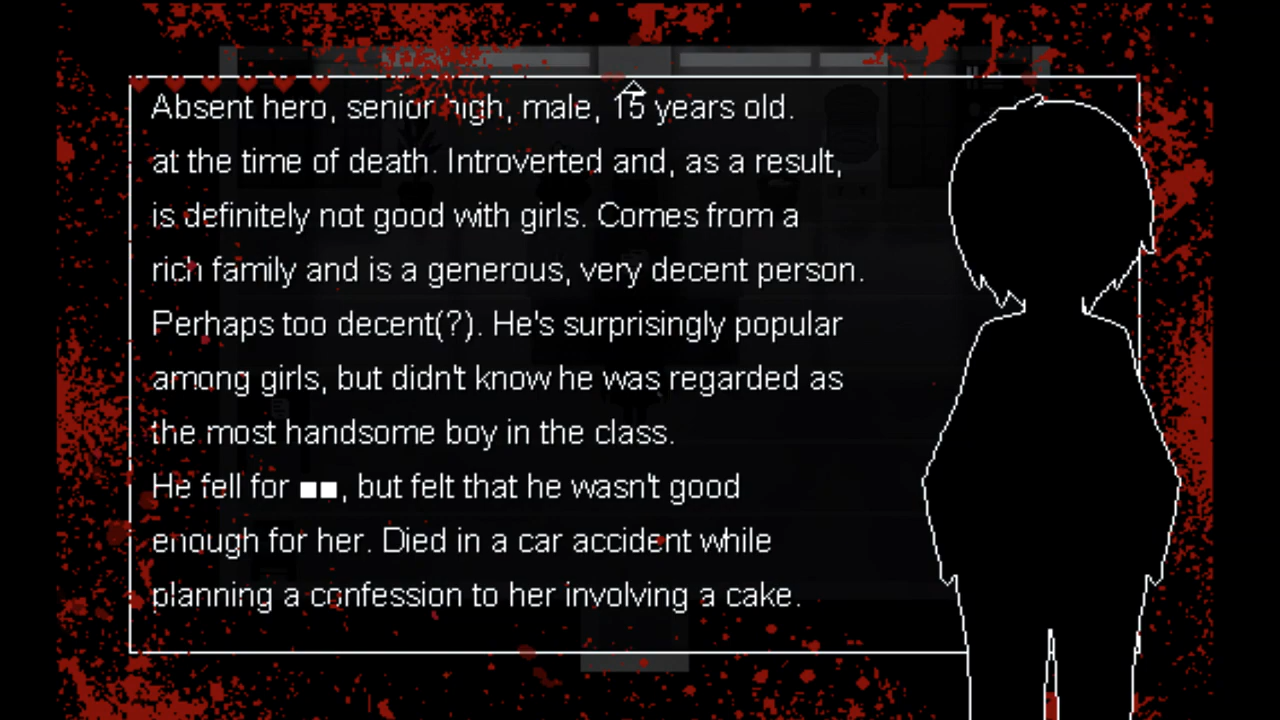 Absent hero, senior high, male, 15 years old.
at the time of death. Introverted and, as a result,
is definitely not good with girls. Comes from a
rich family and is a generous, very decent person.
Perhaps too decent(?). He's surprisingly popular
among girls, but didn't know he was regarded as
the most handsome boy in the class.
He fell for ■■, but felt that he wasn't good
enough for her. Died in a car accident while
planning a confession to her involving a cake.